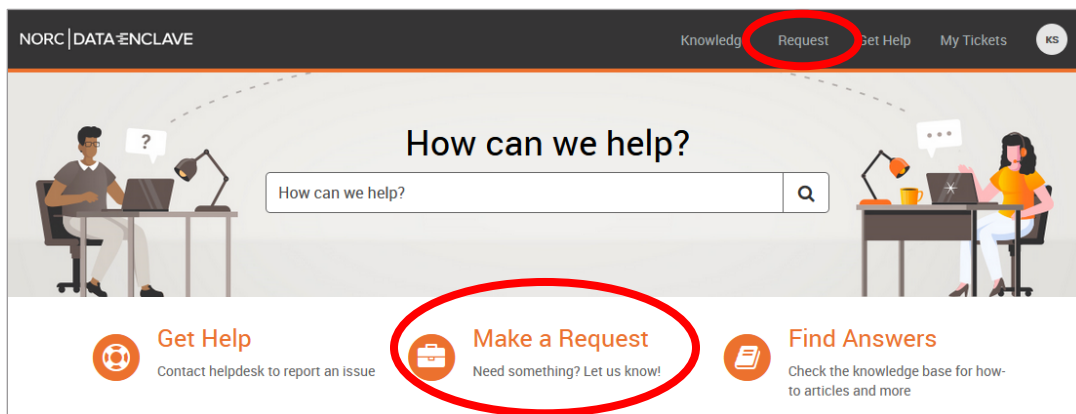 NORC | DATA ENCLAVE
Knowledg Request Get Help My Tickets KS
?
...
How can we help?
How can we help?
Get Help
Contact helpdesk to report an issue
Make a Request
Need something? Let us know!
Find Answers
Check the knowledge base for how-
to articles and more